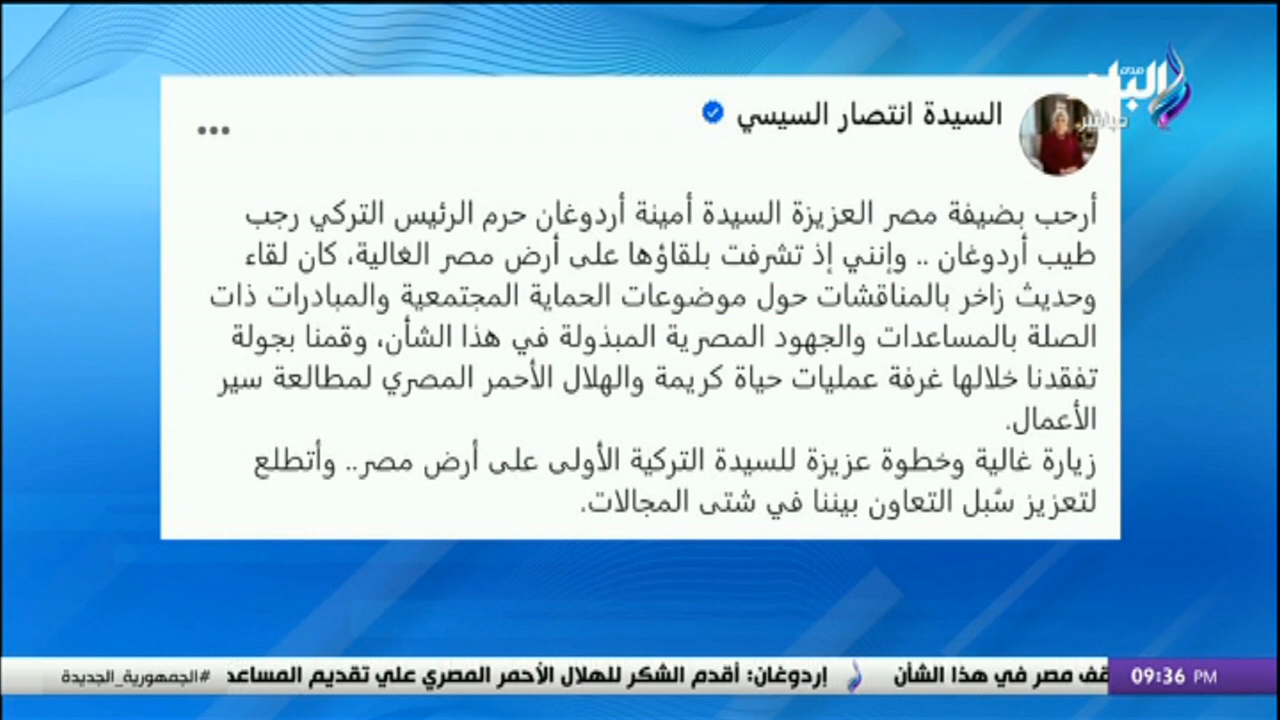 صدى البلد
مباشر
السيدة انتصار السيسي
أرحب بضيفة مصر العزيزة السيدة أمينة أردوغان حرم الرئيس التركي رجب
طيب أردوغان .. وإنني إذ تشرفت بلقاؤها على أرض مصر الغالية، كان لقاء
وحديث زاخر بالمناقشات حول موضوعات الحماية المجتمعية والمبادرات ذات
الصلة بالمساعدات والجهود المصرية المبذولة في هذا الشأن، وقمنا بجولة
تفقدنا خلالها غرفة عمليات حياة كريمة والهلال الأحمر المصري لمطالعة سير
الأعمال.
زيارة غالية وخطوة عزيزة للسيدة التركية الأولى على أرض مصر.. وأتطلع
لتعزيز سُبل التعاون بيننا في شتى المجالات.
09:36 PM
قف مصر في هذا الشأن إردوغان: أقدم الشكر للهلال الأحمر المصري علي تقديم المساعد
#الجمهورية_الجديدة